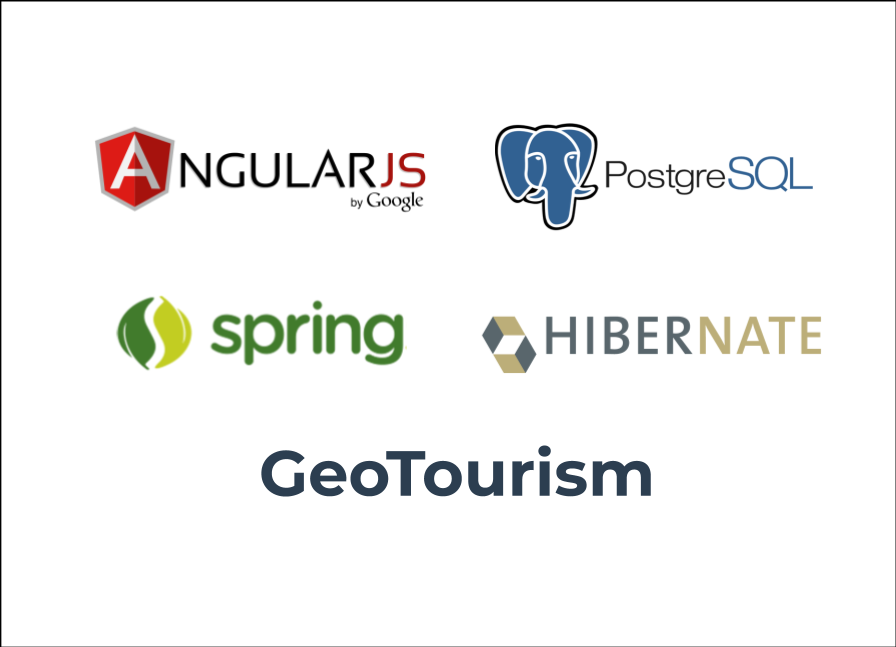 ANGULARJS
by Google
PostgreSQL
spring
HIBERNATE
GeoTourism